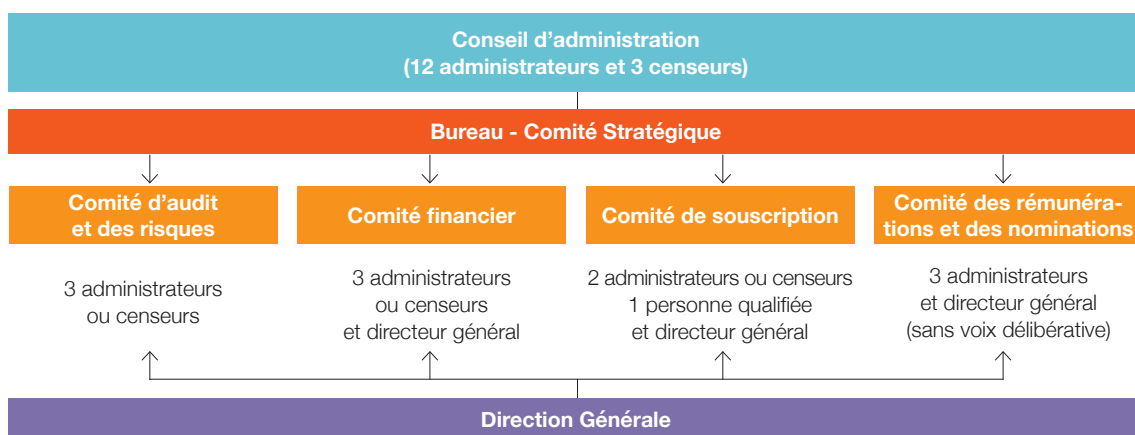 Conseil d'administration
(12 administrateurs et 3 censeurs)
Bureau - Comité Stratégique
Comité d'audit
et des risques
Comité financier
Comité de souscription
Comité des rémunéra-
tions et des nominations
3 administrateurs
ou censeurs
3 administrateurs
ou censeurs
et directeur général
2 administrateurs ou censeurs
1 personne qualifiée
et directeur général
3 administrateurs
et directeur général
(sans voix délibérative)
Direction Générale